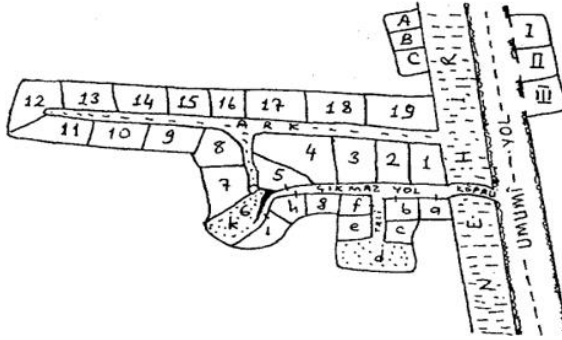 A
B
C
I
II
III
NEHİR
UMUMİ YOL
12
13
14
15
16
17
18
19
ARK
11
10
9
8
4
3
2
1
7
5
ÇIKMAZ YOL
KÖPRÜ
6
k
i
h
g
f
b
a
e
c
d